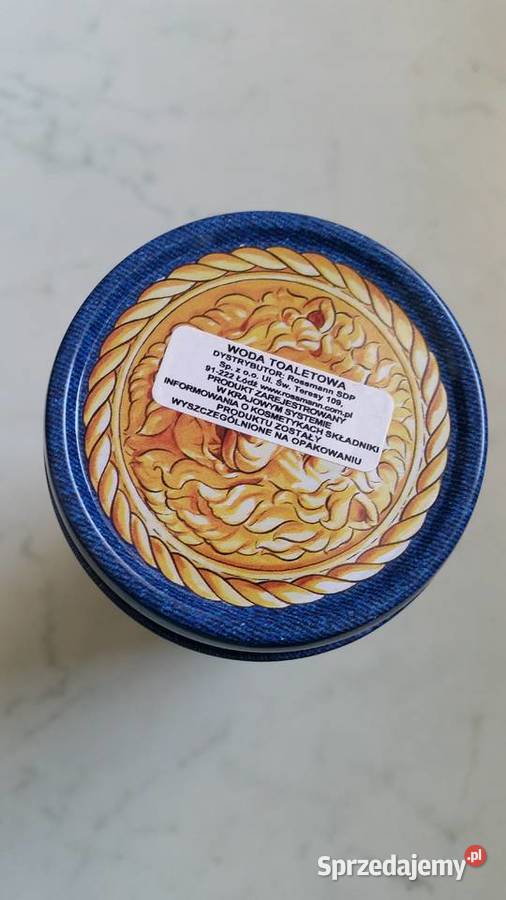 WODA TOALETOWA
DYSTRYBUTOR: Rossmann SDP
Sp. z o.o. ul. Św. Teresy 109,
91-222 Łódź www.rossmann.com.pl
PRODUKT ZAREJESTROWANY
W KRAJOWYM SYSTEMIE
INFORMOWANIA O KOSMETYKACH SKŁADNIKI
PRODUKTU ZOSTAŁY
WYSZCZEGÓLNIONE NA OPAKOWANIU
Sprzedajemy.pl